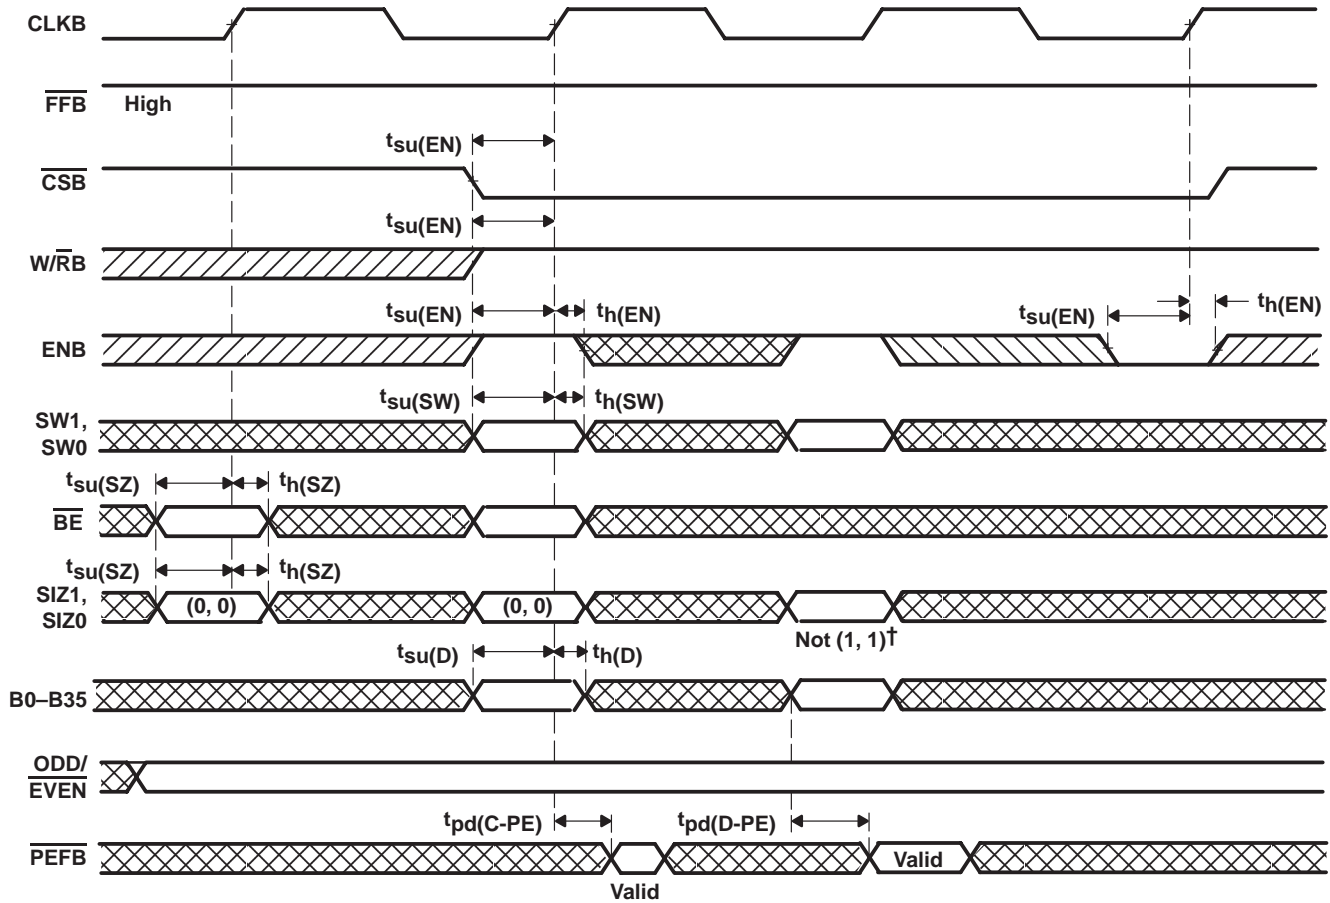 CLKB
FFB High
tsu(EN)
CSB
tsu(EN)
W/RB
tsu(EN) th(EN) tsu(EN) th(EN)
ENB
tsu(SW) th(SW)
SW1,
SW0
tsu(SZ) th(SZ)
BE
tsu(SZ) th(SZ)
SIZ1,
SIZ0
(0, 0) (0, 0)
Not (1, 1)†
tsu(D) th(D)
B0–B35
ODD/
EVEN
tpd(C-PE) tpd(D-PE)
PEFB Valid
Valid